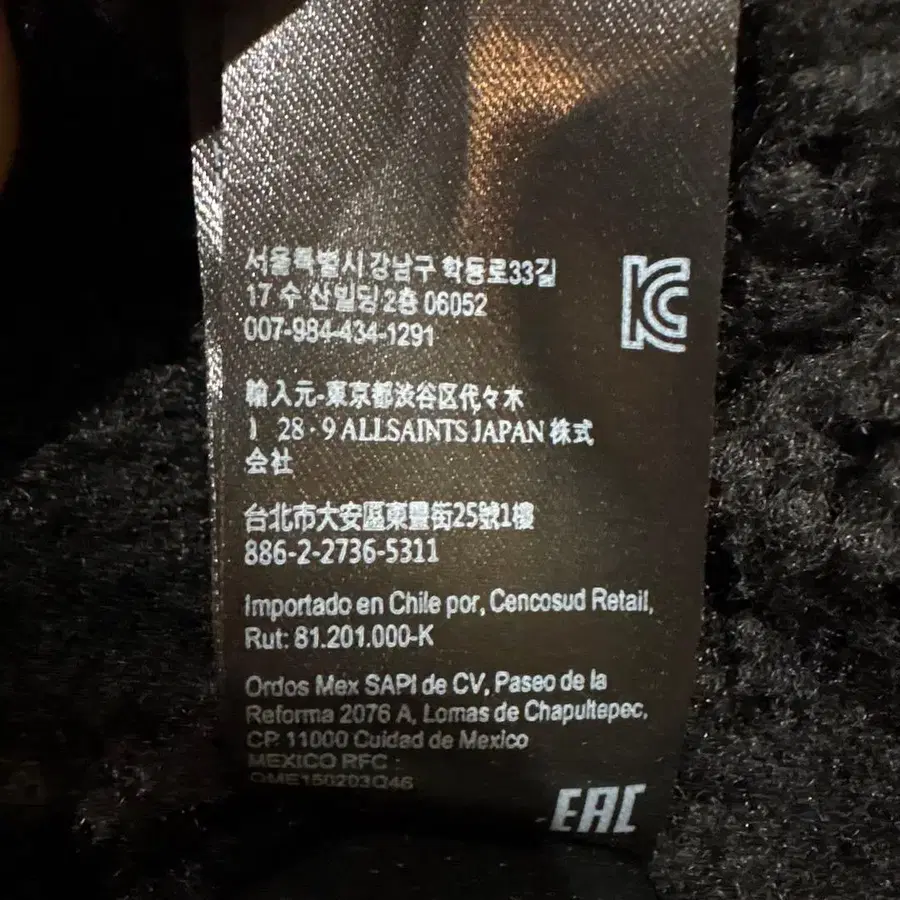 서울특별시 강남구 학동로33길
17 수 산빌딩 2층 06052
007-984-434-1291
KC
輸入元-東京都渋谷区代々木
1 28-9 ALLSAINTS JAPAN 株式
会社
台北市大安區東豐街25號1樓
886-2-2736-5311
Importado en Chile por, Cencosud Retail,
Rut: 81.201.000-K
Ordos Mex SAPI de CV, Paseo de la
Reforma 2076 A, Lomas de Chapultepec,
CP 11000 Cuidad de Mexico
MEXICO RFC :
OME150203Q46
EAC